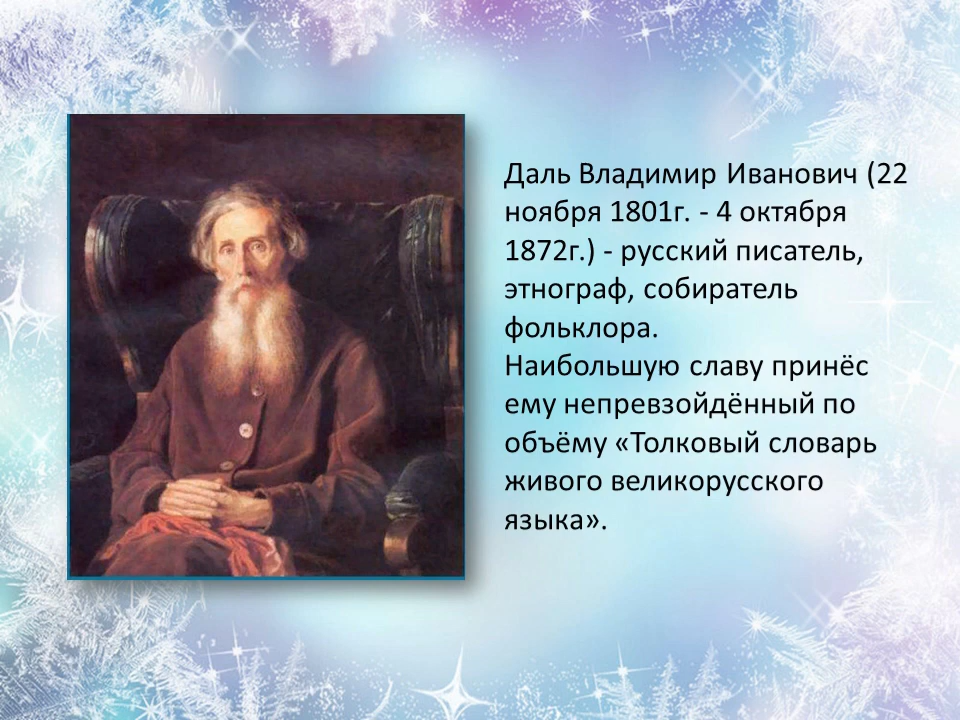 Даль Владимир Иванович (22
ноября 1801г. - 4 октября
1872г.) - русский писатель,
этнограф, собиратель
фольклора.
Наибольшую славу принёс
ему непревзойдённый по
объёму «Толковый словарь
живого великорусского
языка».